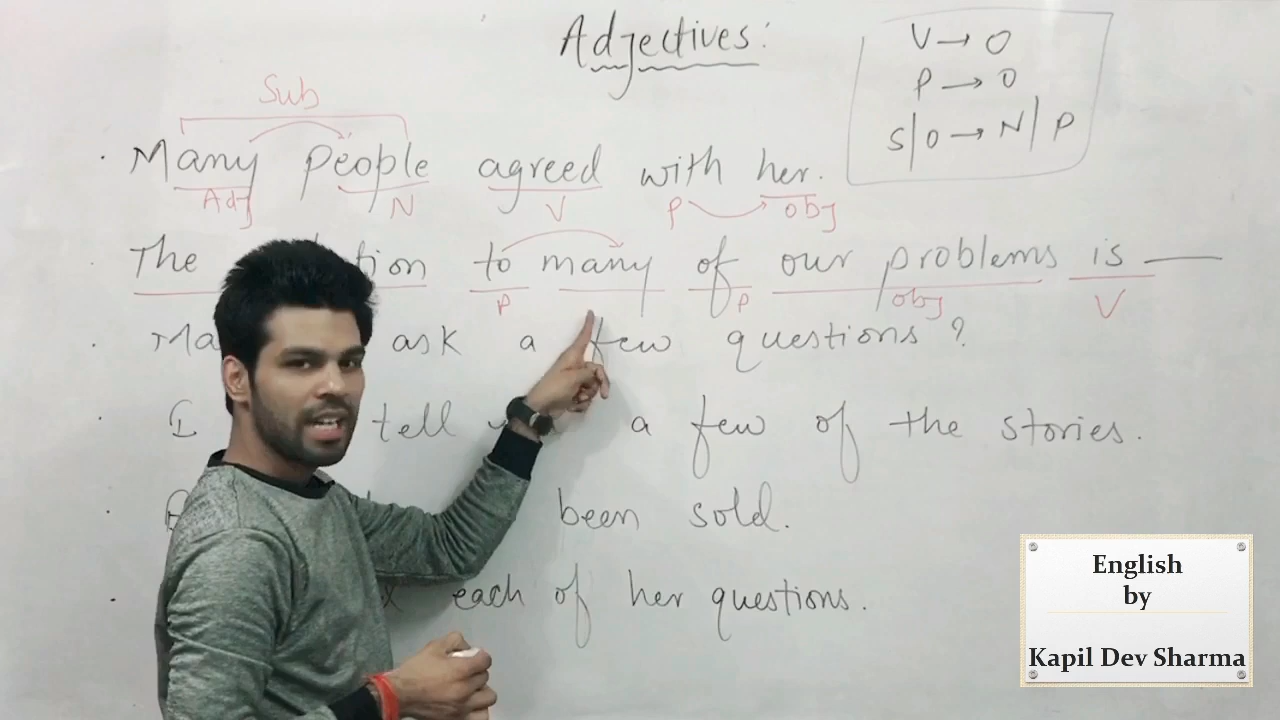 Adjectives:
V → O
P → O
S/O → N/P
Sub
Many people agreed with her.
Adj N V P obj
The tion to many of our problems is
P P obj V
Ma ask a few questions?
I tell a few of the stories.
been sold.
each of her questions.
English
by
Kapil Dev Sharma